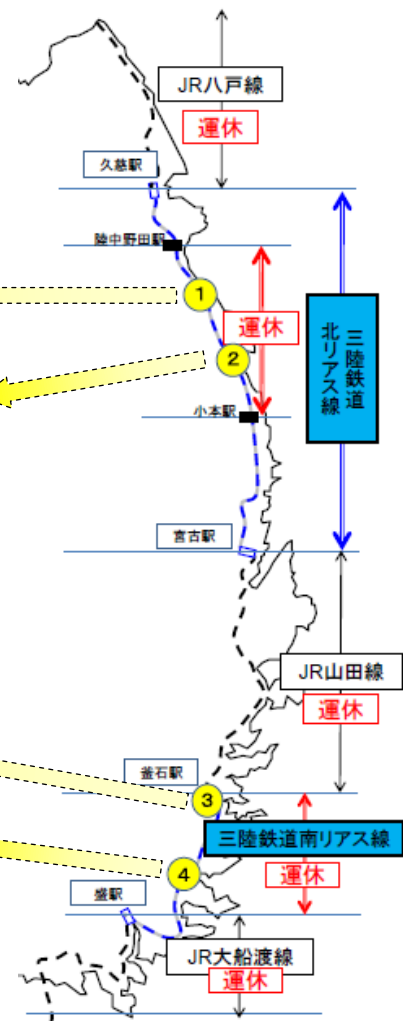 JR八戸線
運休
久慈駅
陸中野田駅
①
運休
三陸鉄道
北リアス線
②
小本駅
宮古駅
JR山田線
運休
釜石駅
③
三陸鉄道南リアス線
運休
④
盛駅
JR大船渡線
運休